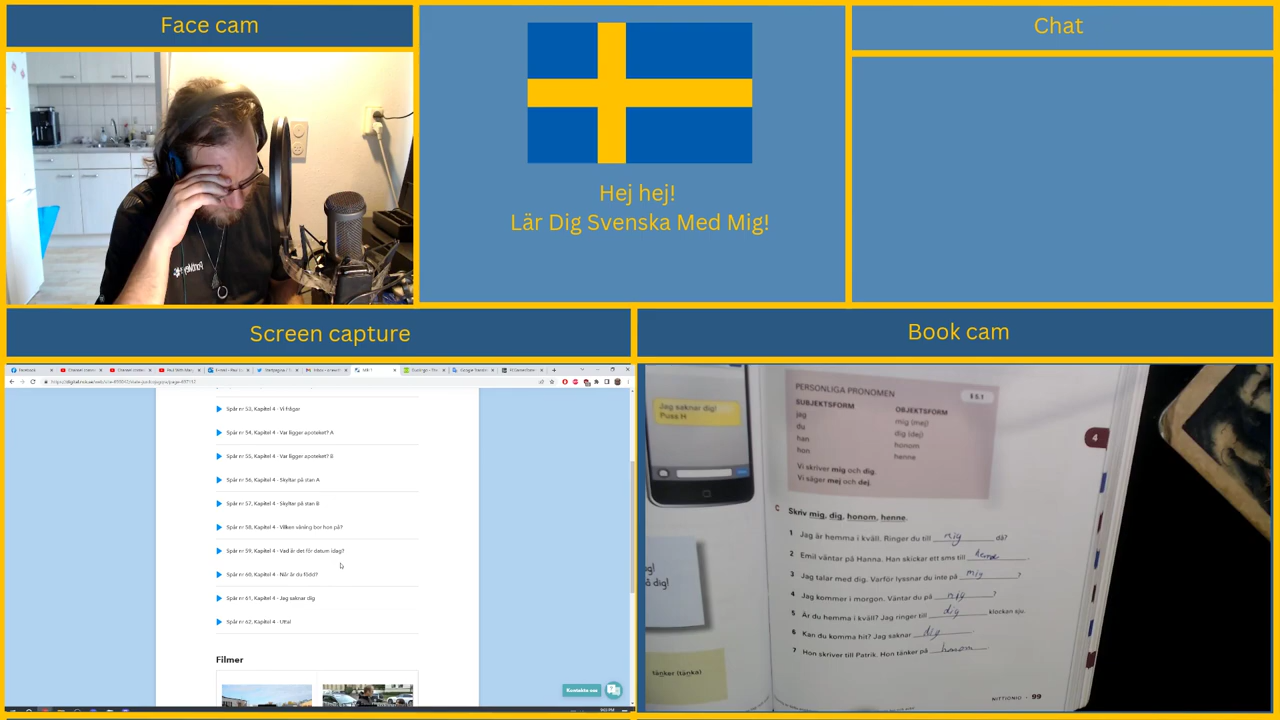 Face cam
Hej hej!
Lär Dig Svenska Med Mig!
Chat
Screen capture
Book cam
Spår nr 53, Kapitel 4 - Vi frågar
Spår nr 54, Kapitel 4 - Var ligger apoteket? A
Spår nr 55, Kapitel 4 - Var ligger apoteket? B
Spår nr 56, Kapitel 4 - Skyltar på stan A
Spår nr 57, Kapitel 4 - Skyltar på stan B
Spår nr 58, Kapitel 4 - Vilken våning bor hon på?
Spår nr 59, Kapitel 4 - Vad är det för datum idag?
Spår nr 60, Kapitel 4 - När är du född?
Spår nr 61, Kapitel 4 - Jag saknar dig
Spår nr 62, Kapitel 4 - Uttal
Filmer
Kontakta oss
Jag saknar dig!
Puss H
PERSONLIGA PRONOMEN
§ 5.1
SUBJEKTSFORM OBJEKTSFORM
jag mig (mej)
du dig (dej)
han honom
hon henne
Vi skriver mig och dig.
Vi säger mej och dej.
4
C Skriv mig, dig, honom, henne.
1 Jag är hemma i kväll. Ringer du till mig då?
2 Emil väntar på Hanna. Han skickar ett sms till henne.
3 Jag talar med dig. Varför lyssnar du inte på mig?
4 Jag kommer i morgon. Väntar du på mig?
5 Är du hemma i kväll? Jag ringer till dig klockan sju.
6 Kan du komma hit? Jag saknar dig
7 Hon skriver till Patrik. Hon tänker på honom
dig!
tänker (tänka)
NITTIONIO • 99